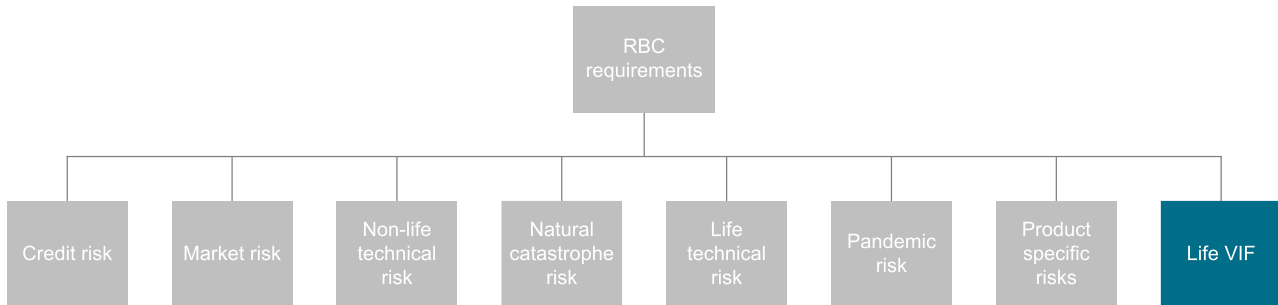 RBC
requirements
Credit risk
Market risk
Non-life
technical
risk
Natural
catastrophe
risk
Life
technical
risk
Pandemic
risk
Product
specific
risks
Life VIF